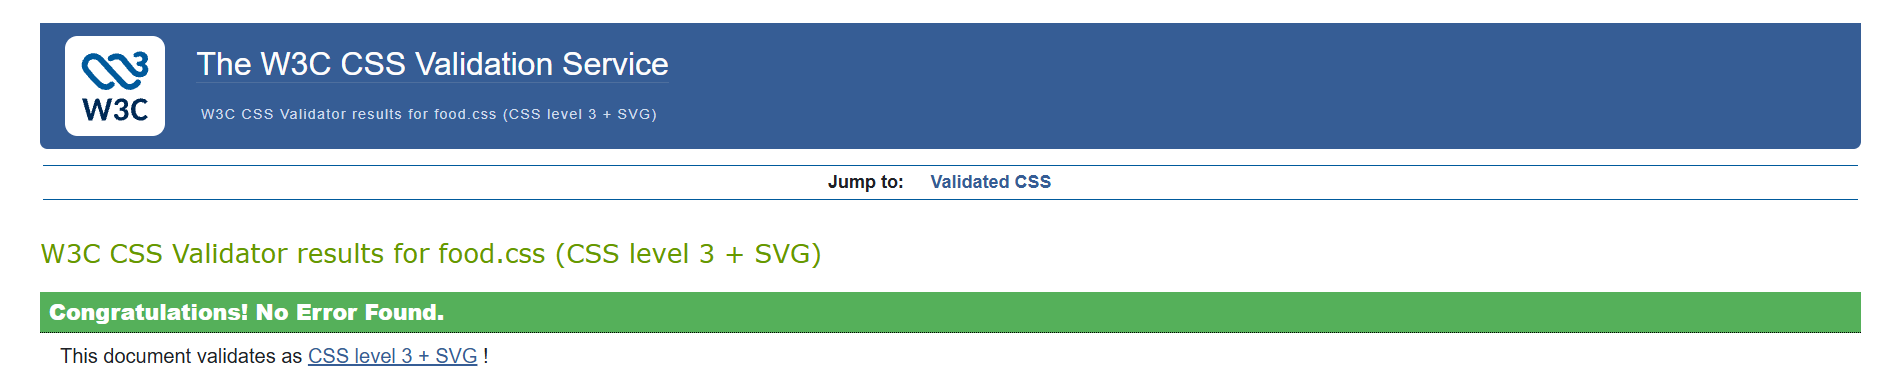 W3C
The W3C CSS Validation Service
W3C CSS Validator results for food.css (CSS level 3 + SVG)
Jump to: Validated CSS
W3C CSS Validator results for food.css (CSS level 3 + SVG)
Congratulations! No Error Found.
This document validates as CSS level 3 + SVG !